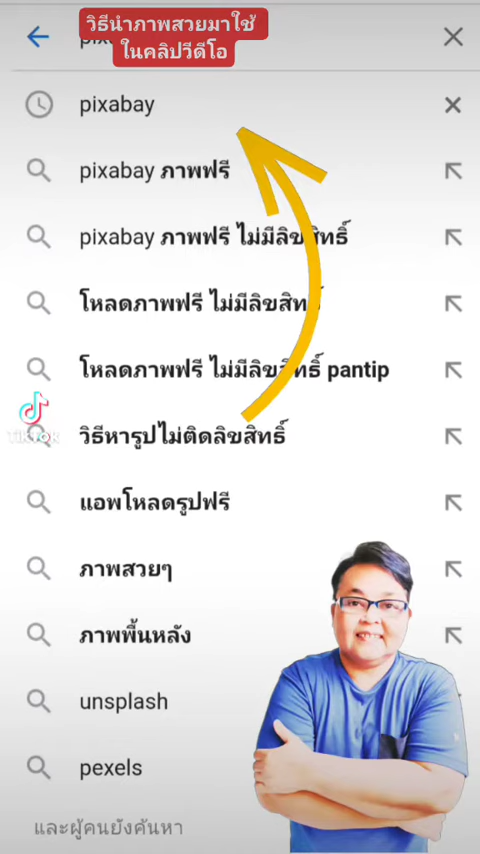 วิธีนำภาพสวยมาใช้
ในคลิปวีดีโอ
pixabay
pixabay ภาพฟรี
pixabay ภาพฟรี ไม่มีลิขสิทธิ์
โหลดภาพฟรี ไม่มีลิขสิทธิ์
โหลดภาพฟรี ไม่มีลิขสิทธิ์ pantip
TikTok
วิธีหารูปไม่ติดลิขสิทธิ์
แอพโหลดรูปฟรี
ภาพสวยๆ
ภาพพื้นหลัง
unsplash
pexels
และผู้คนยังค้นหา